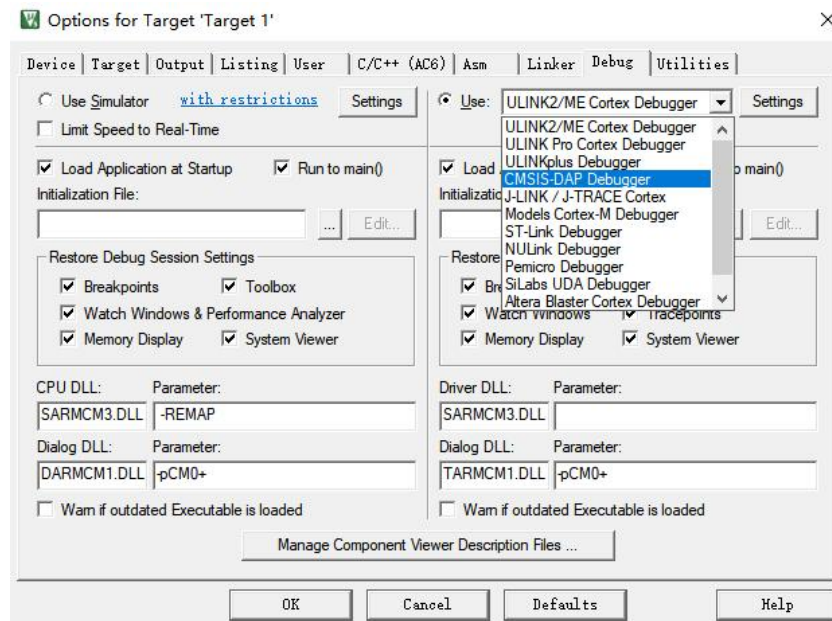 Options for Target 'Target 1'
Device Target Output Listing User C/C++ (AC6) Asm Linker Debug Utilities
Use Simulator with restrictions Settings
Limit Speed to Real-Time
Load Application at Startup Run to main()
Initialization File:
... Edit...
Restore Debug Session Settings
Breakpoints Toolbox
Watch Windows & Performance Analyzer
Memory Display System Viewer
CPU DLL: Parameter:
SARMCM3.DLL -REMAP
Dialog DLL: Parameter:
DARMCM1.DLL -pCM0+
Warn if outdated Executable is loaded
Use: ULINK2/ME Cortex Debugger Settings
ULINK2/ME Cortex Debugger
ULINK Pro Cortex Debugger
ULINKplus Debugger
CMSIS-DAP Debugger
J-LINK / J-TRACE Cortex
Models Cortex-M Debugger
ST-Link Debugger
NULink Debugger
Pemicro Debugger
SiLabs UDA Debugger
Altera Blaster Cortex Debugger
Load main()
Edit...
Restore
Watch Windows Tracepoints
Memory Display System Viewer
Driver DLL: Parameter:
SARMCM3.DLL
Dialog DLL: Parameter:
TARMCM1.DLL -pCM0+
Warn if outdated Executable is loaded
Manage Component Viewer Description Files ...
OK Cancel Defaults Help